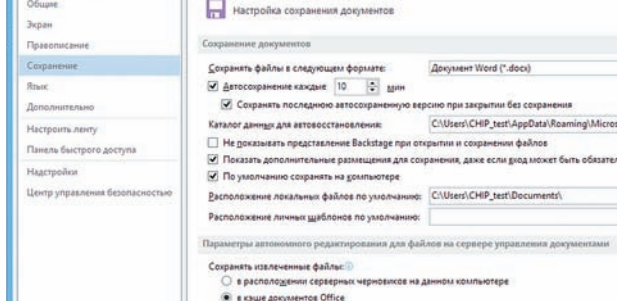 Общие
Экран
Правописание
Сохранение
Язык
Дополнительно
Настроить ленту
Панель быстрого доступа
Надстройки
Центр управления безопасностью
Настройка сохранения документов
Сохранение документов
Сохранять файлы в следующем формате: Документ Word (*.docx)
Автосохранение каждые 10 мин
Сохранять последнюю автосохраненную версию при закрытии без сохранения
Каталог данных для автовосстановления: C:\Users\CHIP_test\AppData\Roaming\Micros
Не показывать представление Backstage при открытии и сохранении файлов
Показать дополнительные размещения для сохранения, даже если вход может быть обязател
По умолчанию сохранять на компьютере
Расположение локальных файлов по умолчанию: C:\Users\CHIP_test\Documents\
Расположение личных шаблонов по умолчанию:
Параметры автономного редактирования для файлов на сервере управления документами
Сохранять извлеченные файлы:
в расположении серверных черновиков на данном компьютере
в кэше документов Office